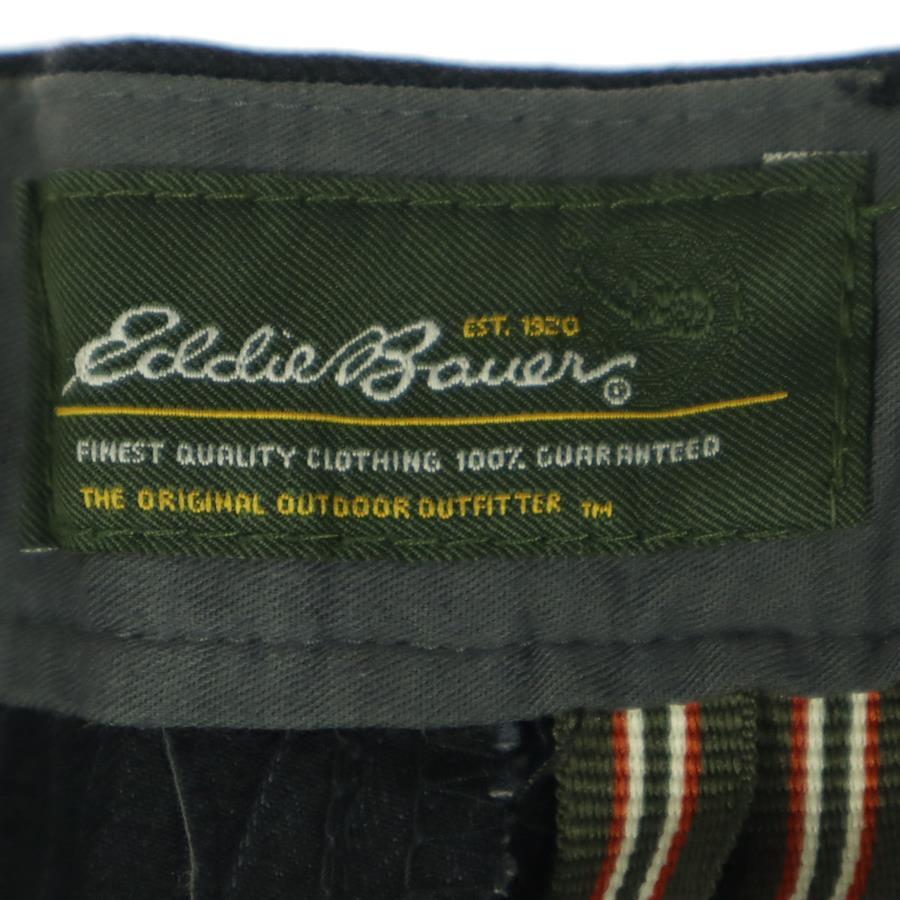 EST. 1920
Eddie Bauer®
FINEST QUALITY CLOTHING 100% GUARANTEED
THE ORIGINAL OUTDOOR OUTFITTER ™